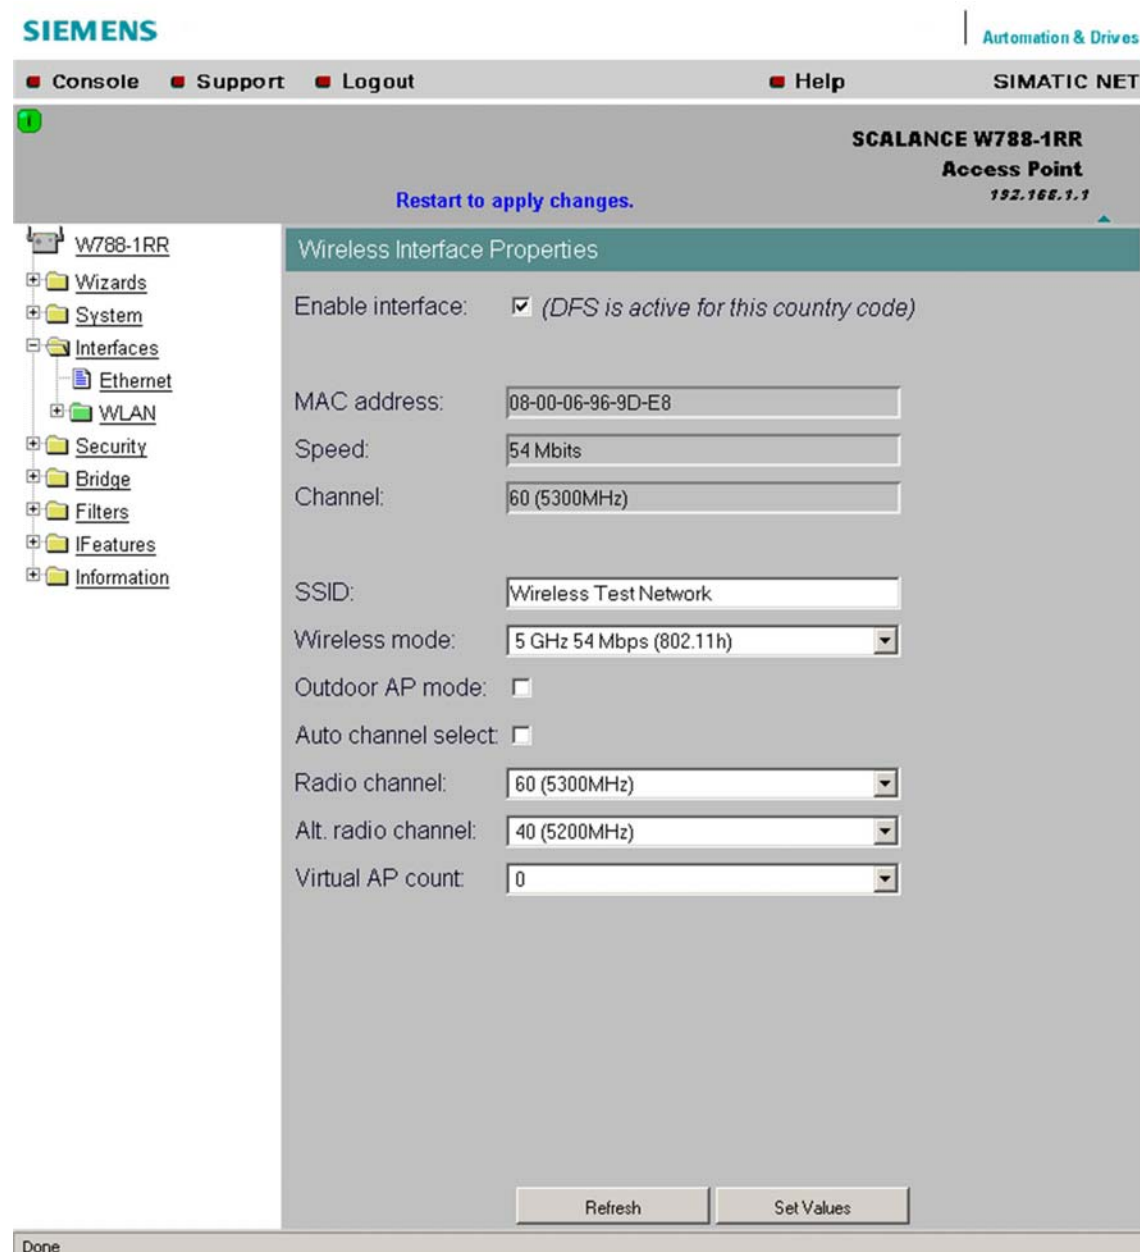 SIEMENS
Automation & Drives
Console Support Logout Help SIMATIC NET
SCALANCE W788-1RR
Access Point
192.168.1.1
Restart to apply changes.
W788-1RR
Wizards
System
Interfaces
Ethernet
WLAN
Security
Bridge
Filters
IFeatures
Information
Wireless Interface Properties
Enable interface: (DFS is active for this country code)
MAC address: 08-00-06-96-9D-E8
Speed: 54 Mbits
Channel: 60 (5300MHz)
SSID: Wireless Test Network
Wireless mode: 5 GHz 54 Mbps (802.11h)
Outdoor AP mode:
Auto channel select:
Radio channel: 60 (5300MHz)
Alt. radio channel: 40 (5200MHz)
Virtual AP count: 0
Refresh Set Values
Done